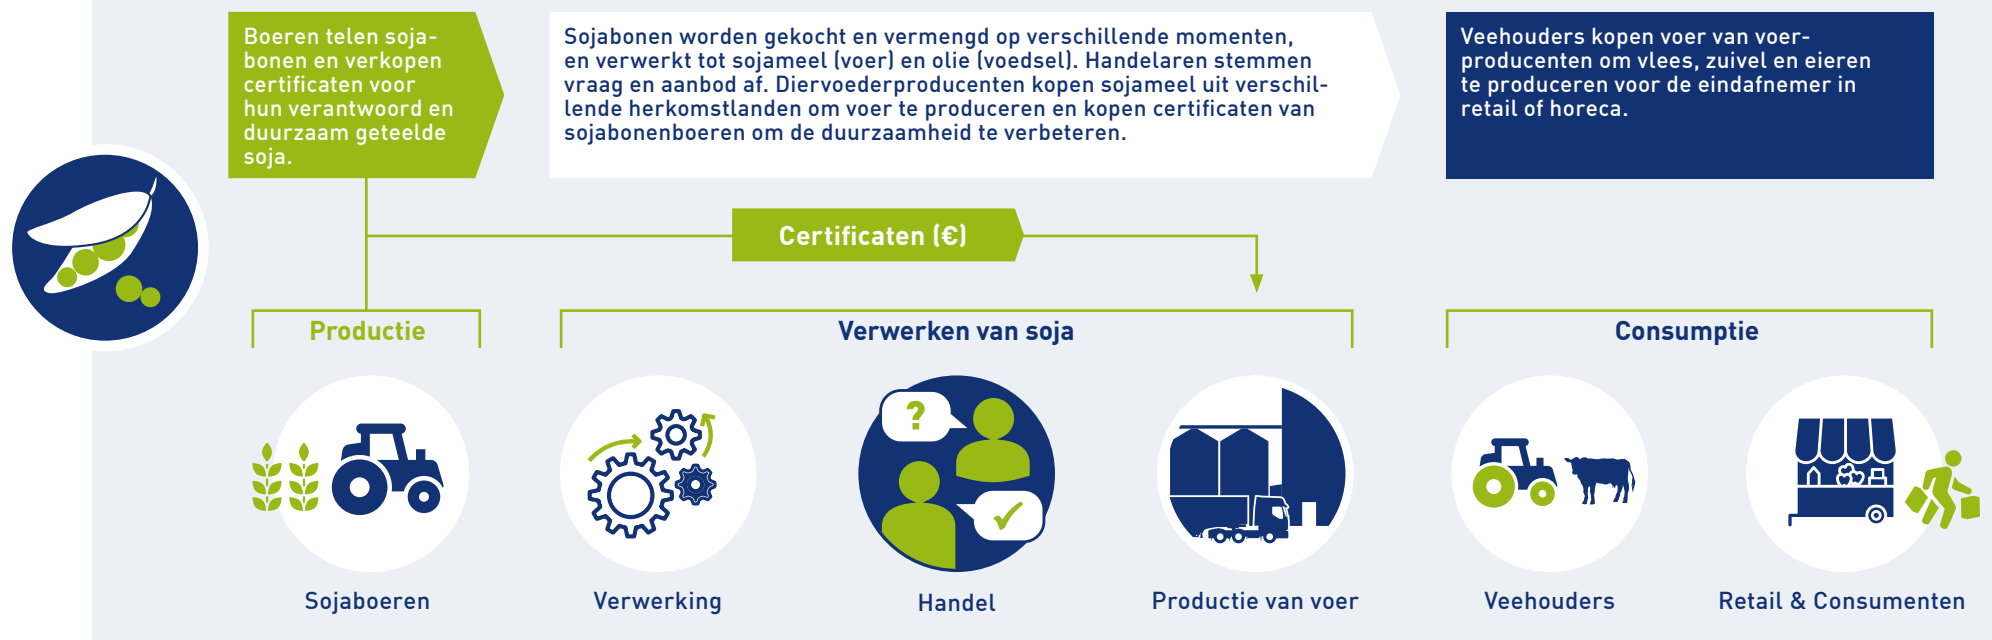 Boeren telen soja-
bonen en verkopen
certificaten voor
hun verantwoord en
duurzaam geteelde
soja.
Sojabonen worden gekocht en vermengd op verschillende momenten,
en verwerkt tot sojameel (voer) en olie (voedsel). Handelaren stemmen
vraag en aanbod af. Diervoederproducenten kopen sojameel uit verschil-
lende herkomstlanden om voer te produceren en kopen certificaten van
sojabonenboeren om de duurzaamheid te verbeteren.
Veehouders kopen voer van voer-
producenten om vlees, zuivel en eieren
te produceren voor de eindafnemer in
retail of horeca.
Certificaten (€)
Productie
Verwerken van soja
Consumptie
?
Sojaboeren
Verwerking
Handel
Productie van voer
Veehouders
Retail & Consumenten